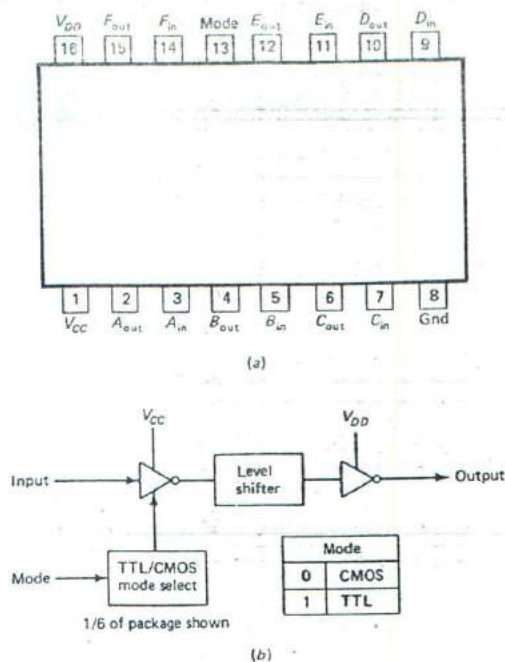 V_DD F_out F_in Mode E_out E_in D_out D_in
16 15 14 13 12 11 10 9
1 2 3 4 5 6 7 8
V_CC A_out A_in B_out B_in C_out C_in Gnd
(a)
V_CC
V_DD
Input
Level shifter
Output
Mode
TTL/CMOS
mode select
Mode
0 CMOS
1 TTL
1/6 of package shown
(b)